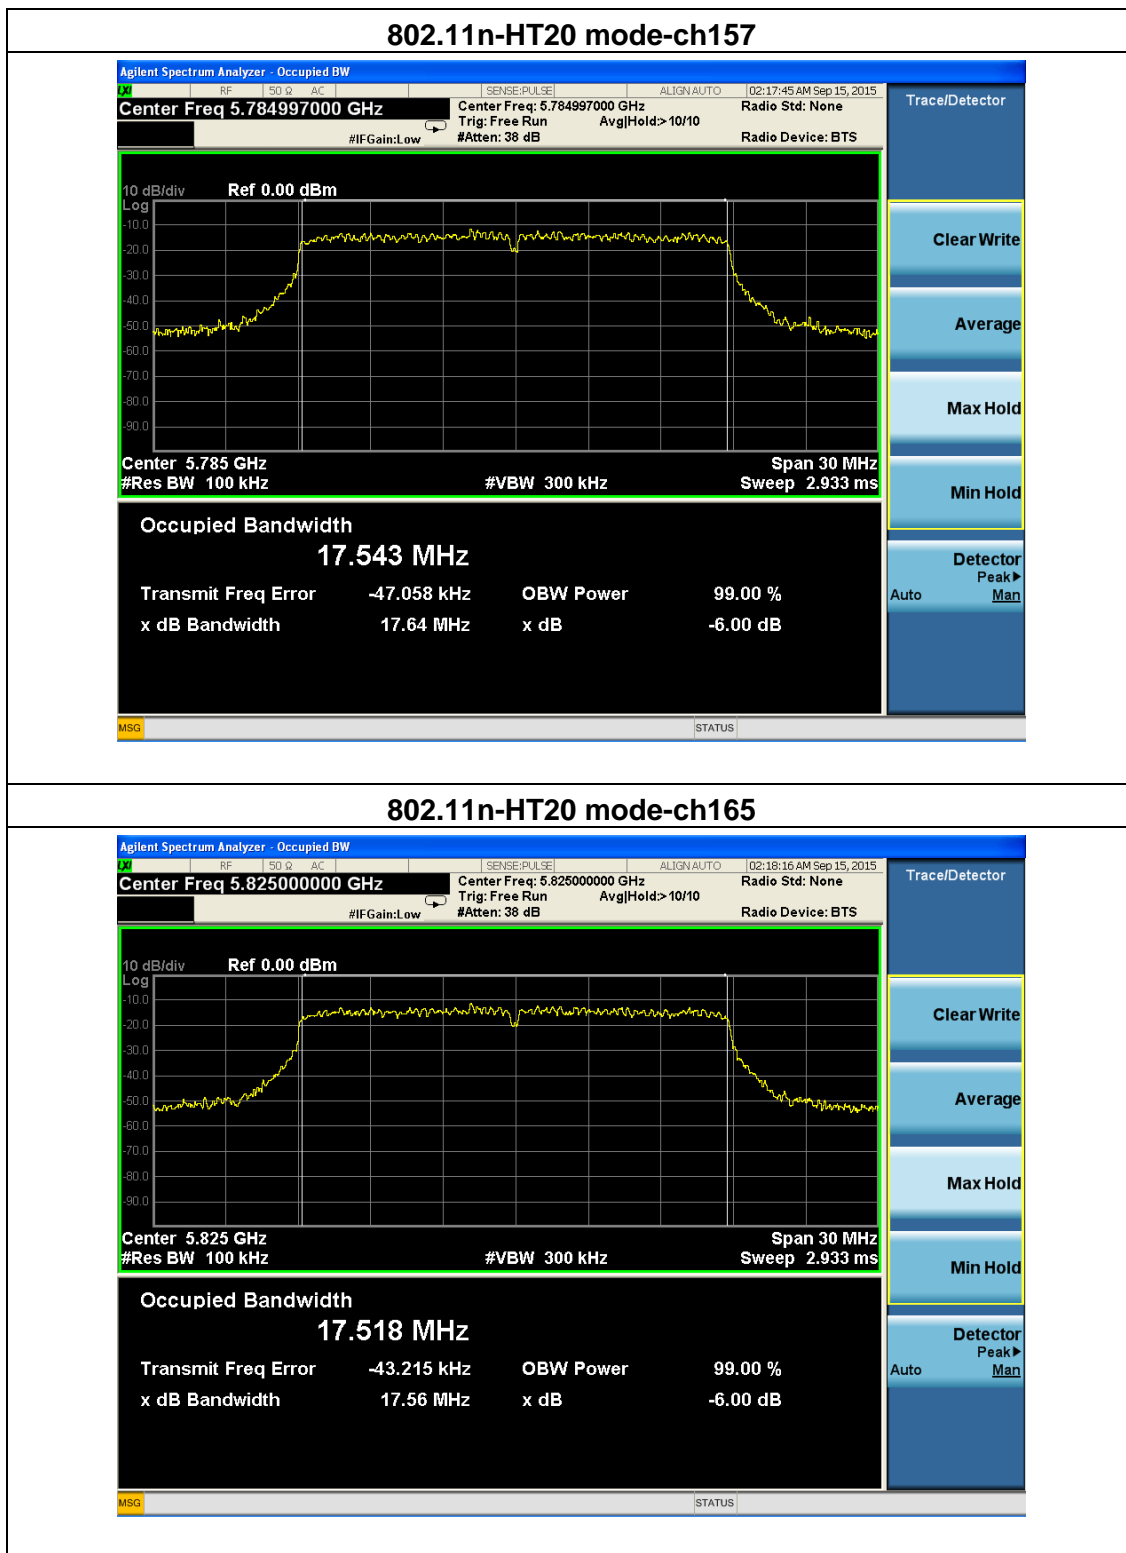 802.11n-HT20 mode-ch157
Agilent Spectrum Analyzer - Occupied BW
LXI RF 50 Ω AC SENSE:PULSE ALIGN AUTO 02:17:45 AM Sep 15, 2015
Center Freq 5.784997000 GHz Center Freq: 5.784997000 GHz Radio Std: None
Trig: Free Run Avg|Hold:> 10/10
#IFGain:Low #Atten: 38 dB Radio Device: BTS
Trace/Detector
10 dB/div Ref 0.00 dBm
Log
-10.0
-20.0
-30.0
-40.0
-50.0
-60.0
-70.0
-80.0
-90.0
Center 5.785 GHz Span 30 MHz
#Res BW 100 kHz #VBW 300 kHz Sweep 2.933 ms
Clear Write
Average
Max Hold
Min Hold
Detector
Peak▶
Auto Man
Occupied Bandwidth
17.543 MHz
Transmit Freq Error -47.058 kHz OBW Power 99.00 %
x dB Bandwidth 17.64 MHz x dB -6.00 dB
MSG STATUS
802.11n-HT20 mode-ch165
Agilent Spectrum Analyzer - Occupied BW
LXI RF 50 Ω AC SENSE:PULSE ALIGN AUTO 02:18:16 AM Sep 15, 2015
Center Freq 5.825000000 GHz Center Freq: 5.825000000 GHz Radio Std: None
Trig: Free Run Avg|Hold:> 10/10
#IFGain:Low #Atten: 38 dB Radio Device: BTS
Trace/Detector
10 dB/div Ref 0.00 dBm
Log
-10.0
-20.0
-30.0
-40.0
-50.0
-60.0
-70.0
-80.0
-90.0
Center 5.825 GHz Span 30 MHz
#Res BW 100 kHz #VBW 300 kHz Sweep 2.933 ms
Clear Write
Average
Max Hold
Min Hold
Detector
Peak▶
Auto Man
Occupied Bandwidth
17.518 MHz
Transmit Freq Error -43.215 kHz OBW Power 99.00 %
x dB Bandwidth 17.56 MHz x dB -6.00 dB
MSG STATUS